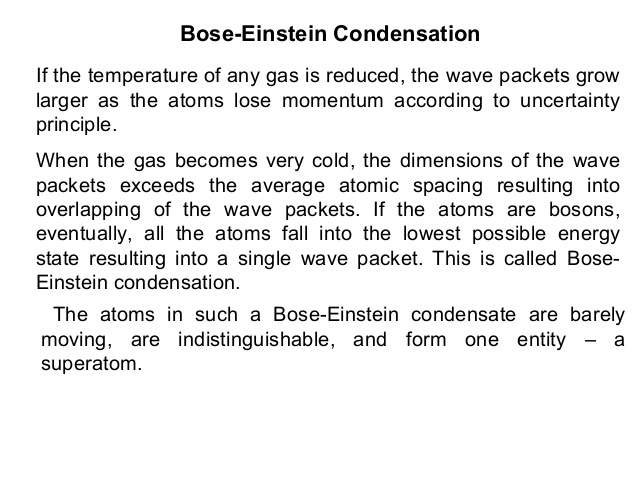 Bose-Einstein Condensation
If the temperature of any gas is reduced, the wave packets grow
larger as the atoms lose momentum according to uncertainty
principle.
When the gas becomes very cold, the dimensions of the wave
packets exceeds the average atomic spacing resulting into
overlapping of the wave packets. If the atoms are bosons,
eventually, all the atoms fall into the lowest possible energy
state resulting into a single wave packet. This is called Bose-
Einstein condensation.
The atoms in such a Bose-Einstein condensate are barely
moving, are indistinguishable, and form one entity – a
superatom.